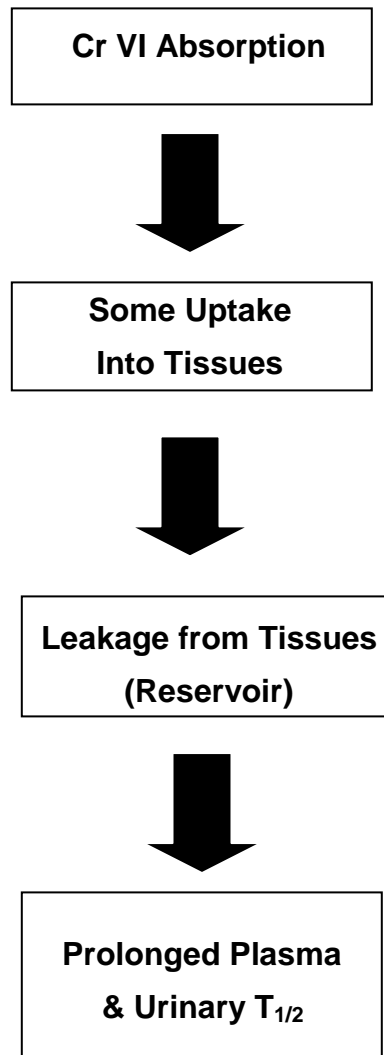 Cr VI Absorption
Some Uptake
Into Tissues
Leakage from Tissues
(Reservoir)
Prolonged Plasma
& Urinary T1/2